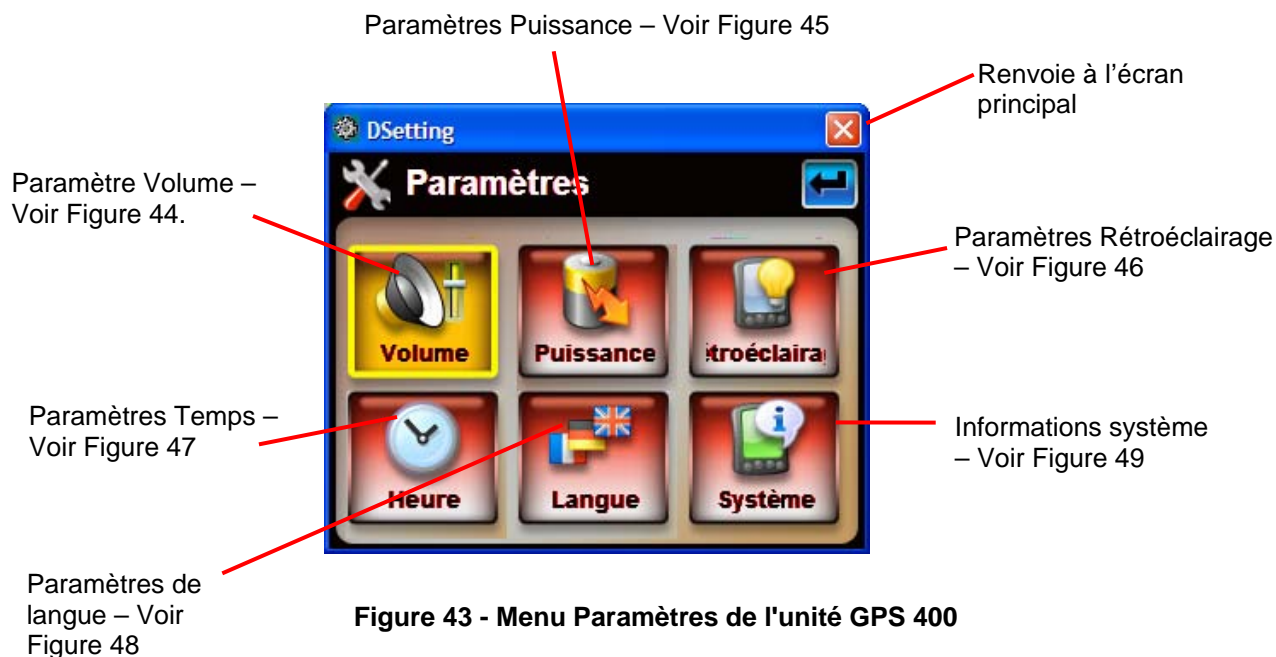 Paramètres Puissance – Voir Figure 45
Renvoie à l'écran
principal
DSetting
Paramètres
Paramètre Volume –
Voir Figure 44.
Paramètres Rétroéclairage
– Voir Figure 46
Volume
Puissance
troéclaira
Paramètres Temps –
Voir Figure 47
Informations système
– Voir Figure 49
Heure
Langue
Système
Paramètres de
langue – Voir
Figure 48
Figure 43 - Menu Paramètres de l'unité GPS 400